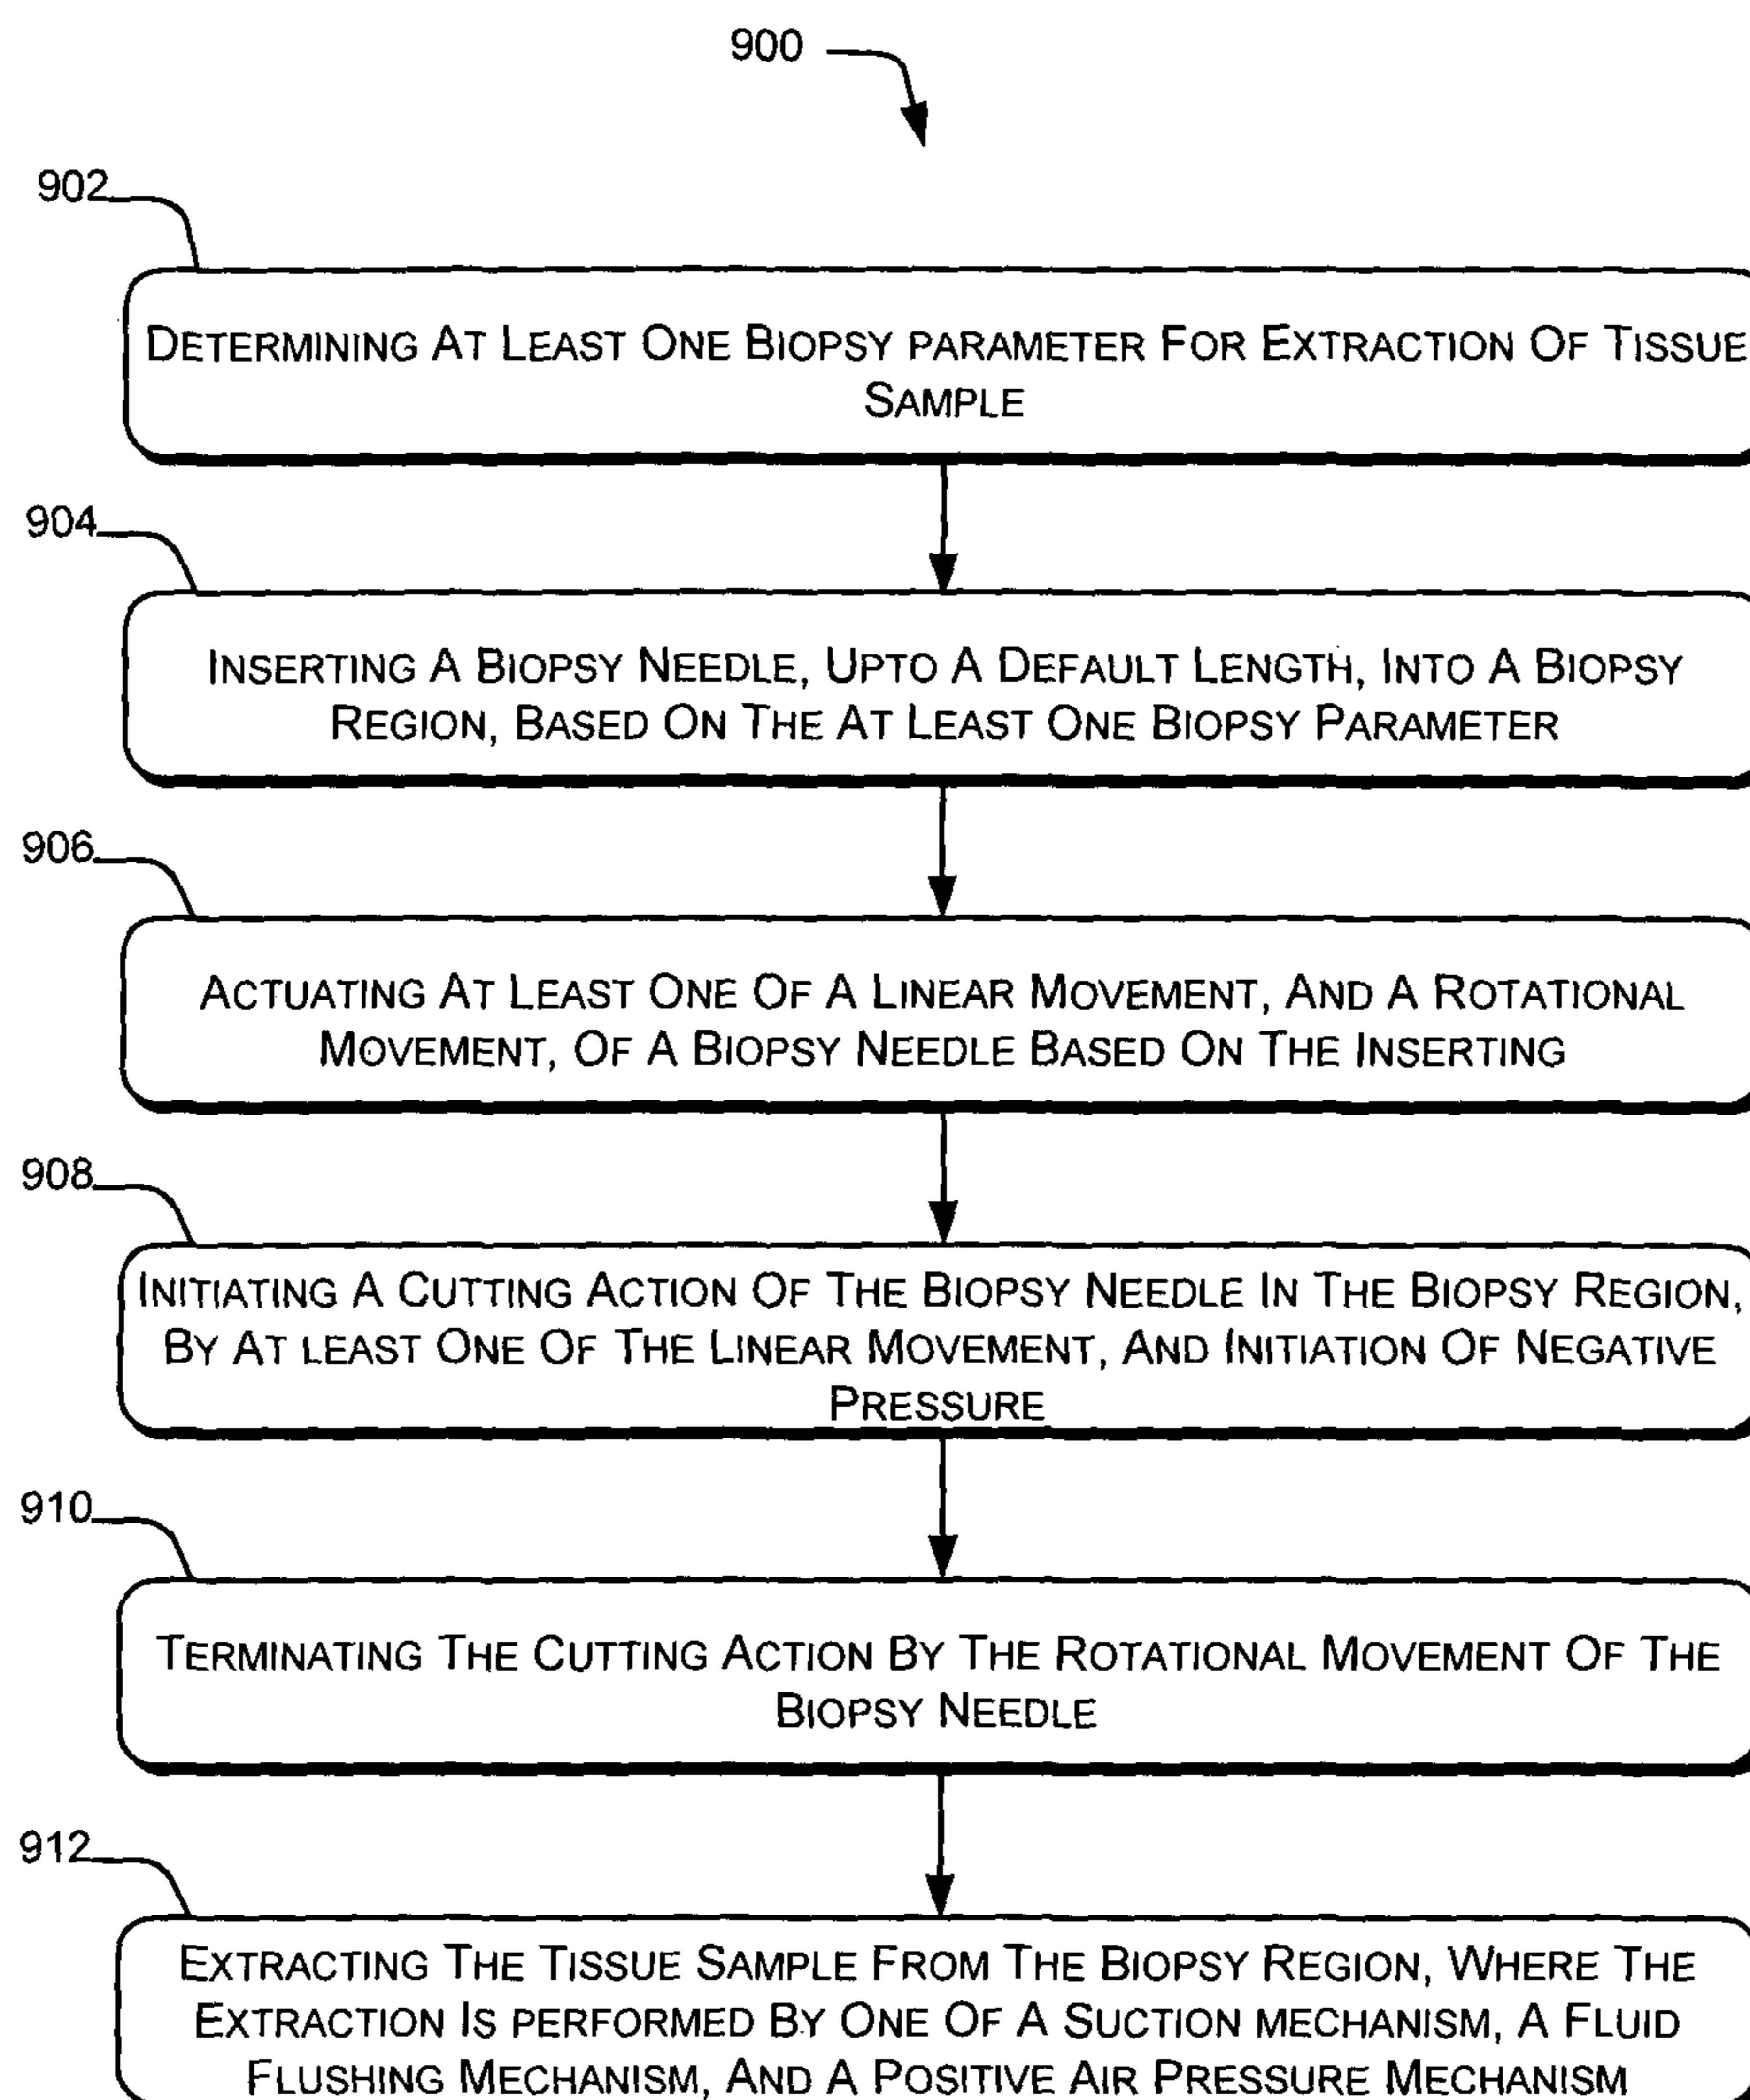 900
902
DETERMINING AT LEAST ONE BIOPSY PARAMETER FOR EXTRACTION OF TISSUE
SAMPLE
904
INSERTING A BIOPSY NEEDLE, UPTO A DEFAULT LENGTH, INTO A BIOPSY
REGION, BASED ON THE AT LEAST ONE BIOPSY PARAMETER
906
ACTUATING AT LEAST ONE OF A LINEAR MOVEMENT, AND A ROTATIONAL
MOVEMENT, OF A BIOPSY NEEDLE BASED ON THE INSERTING
908
INITIATING A CUTTING ACTION OF THE BIOPSY NEEDLE IN THE BIOPSY REGION,
BY AT LEAST ONE OF THE LINEAR MOVEMENT, AND INITIATION OF NEGATIVE
PRESSURE
910
TERMINATING THE CUTTING ACTION BY THE ROTATIONAL MOVEMENT OF THE
BIOPSY NEEDLE
912
EXTRACTING THE TISSUE SAMPLE FROM THE BIOPSY REGION, WHERE THE
EXTRACTION IS PERFORMED BY ONE OF A SUCTION MECHANISM, A FLUID
FLUSHING MECHANISM, AND A POSITIVE AIR PRESSURE MECHANISM